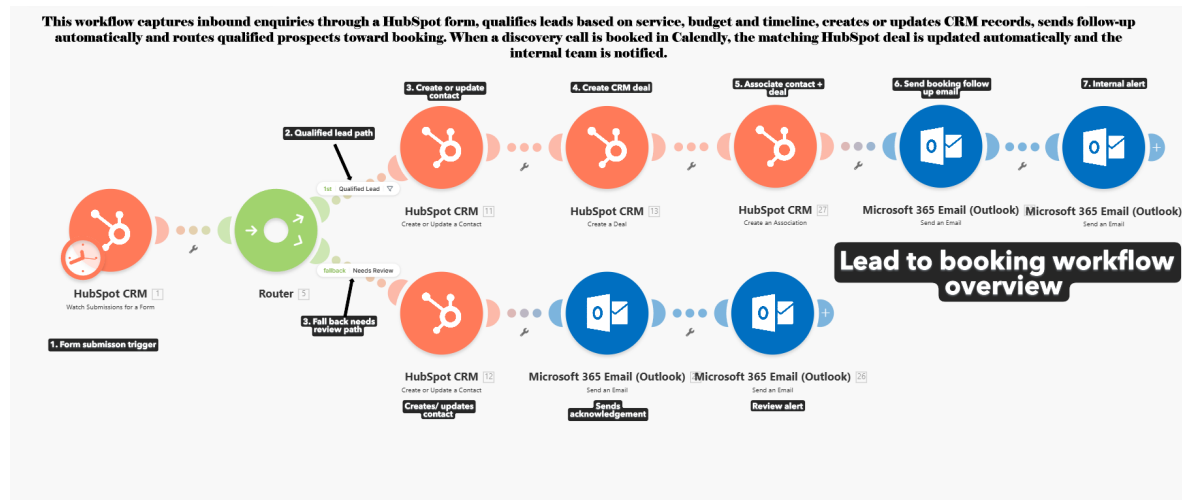 This workflow captures inbound enquiries through a HubSpot form, qualifies leads based on service, budget and timeline, creates or updates CRM records, sends follow-up
automatically and routes qualified prospects toward booking. When a discovery call is booked in Calendly, the matching HubSpot deal is updated automatically and the
internal team is notified.
3. Create or update
contact
4. Create CRM deal
5. Associate contact +
deal
6. Send booking follow
up email
7. Internal alert
2. Qualified lead path
1st Qualified Lead
HubSpot CRM 11
Create or Update a Contact
HubSpot CRM 13
Create a Deal
HubSpot CRM 27
Create an Association
Microsoft 365 Email (Outlook)
Send an Email
Microsoft 365 Email (Outlook)
Send an Email
Lead to booking workflow
overview
fallback Needs Review
HubSpot CRM 1
Watch Submissions for a Form
Router 5
3. Fall back needs
review path
1. Form submisson trigger
HubSpot CRM 12
Create or Update a Contact
Microsoft 365 Email (Outlook)
Send an Email
Microsoft 365 Email (Outlook) 26
Send an Email
Creates/ updates
contact
Sends
acknowledgement
Review alert